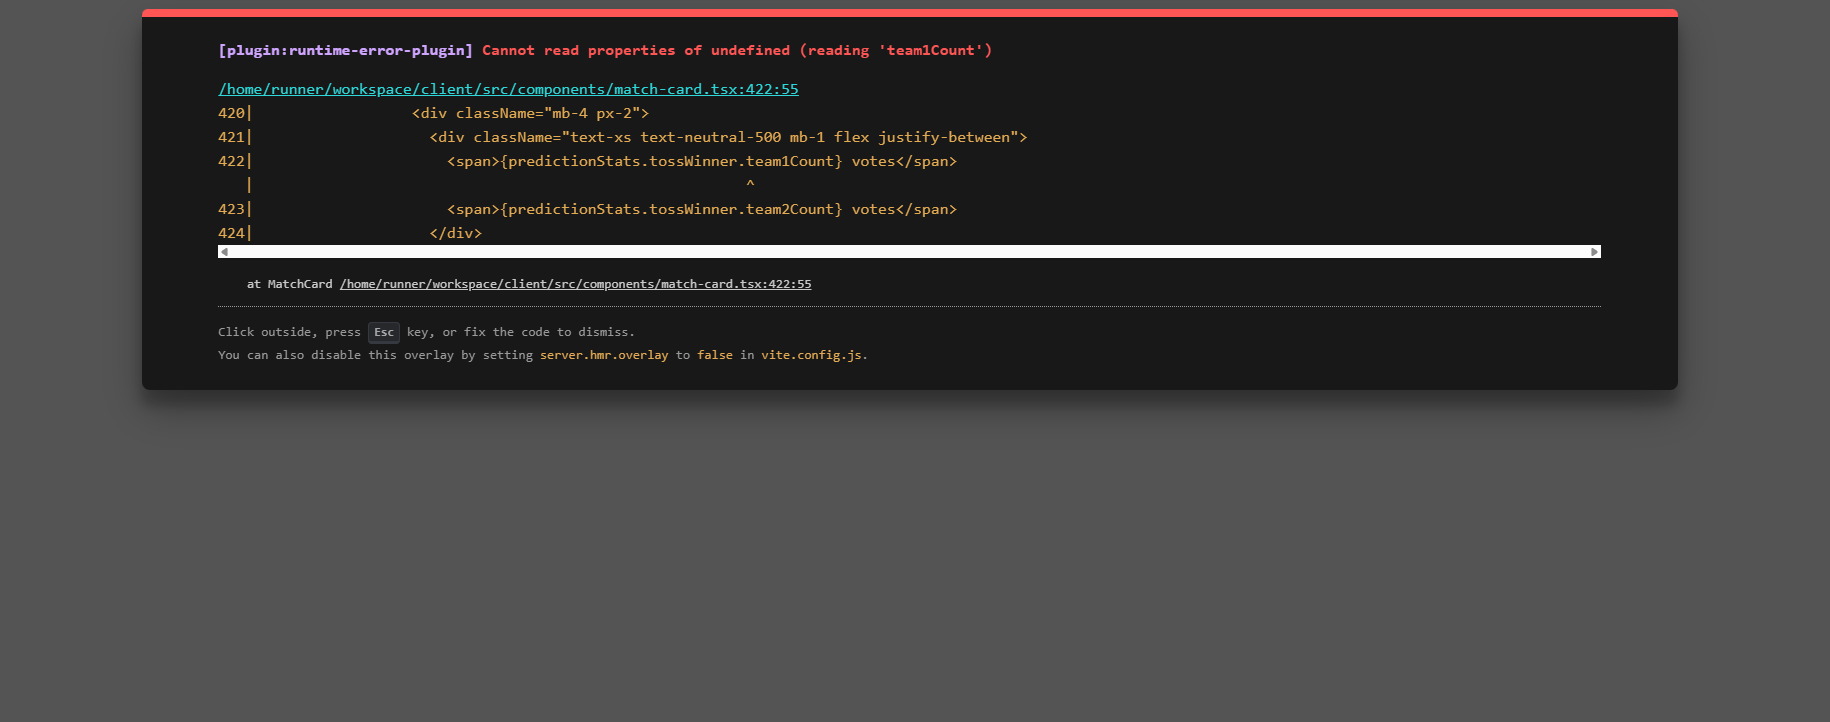 [plugin:runtime-error-plugin] Cannot read properties of undefined (reading 'team1Count')
/home/runner/workspace/client/src/components/match-card.tsx:422:55
420|                  <div className="mb-4 px-2">
421|                    <div className="text-xs text-neutral-500 mb-1 flex justify-between">
422|                      <span>{predictionStats.tossWinner.team1Count} votes</span>
   |                                                        ^
423|                      <span>{predictionStats.tossWinner.team2Count} votes</span>
424|                    </div>
at MatchCard /home/runner/workspace/client/src/components/match-card.tsx:422:55
Click outside, press Esc key, or fix the code to dismiss.
You can also disable this overlay by setting server.hmr.overlay to false in vite.config.js.